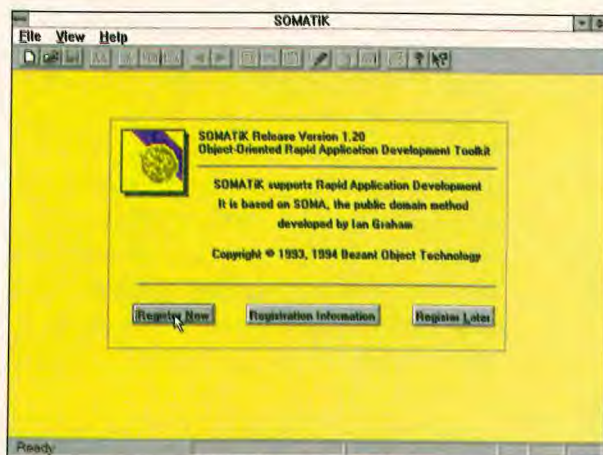 SOMATiK
File View Help
SOMATiK Release Version 1.20
Object-Oriented Rapid Application Development Toolkit
SOMATiK supports Rapid Application Development
It is based on SOMA, the public domain method
developed by Ian Graham
Copyright © 1993, 1994 Bezant Object Technology
Register Now Registration Information Register Later
Ready